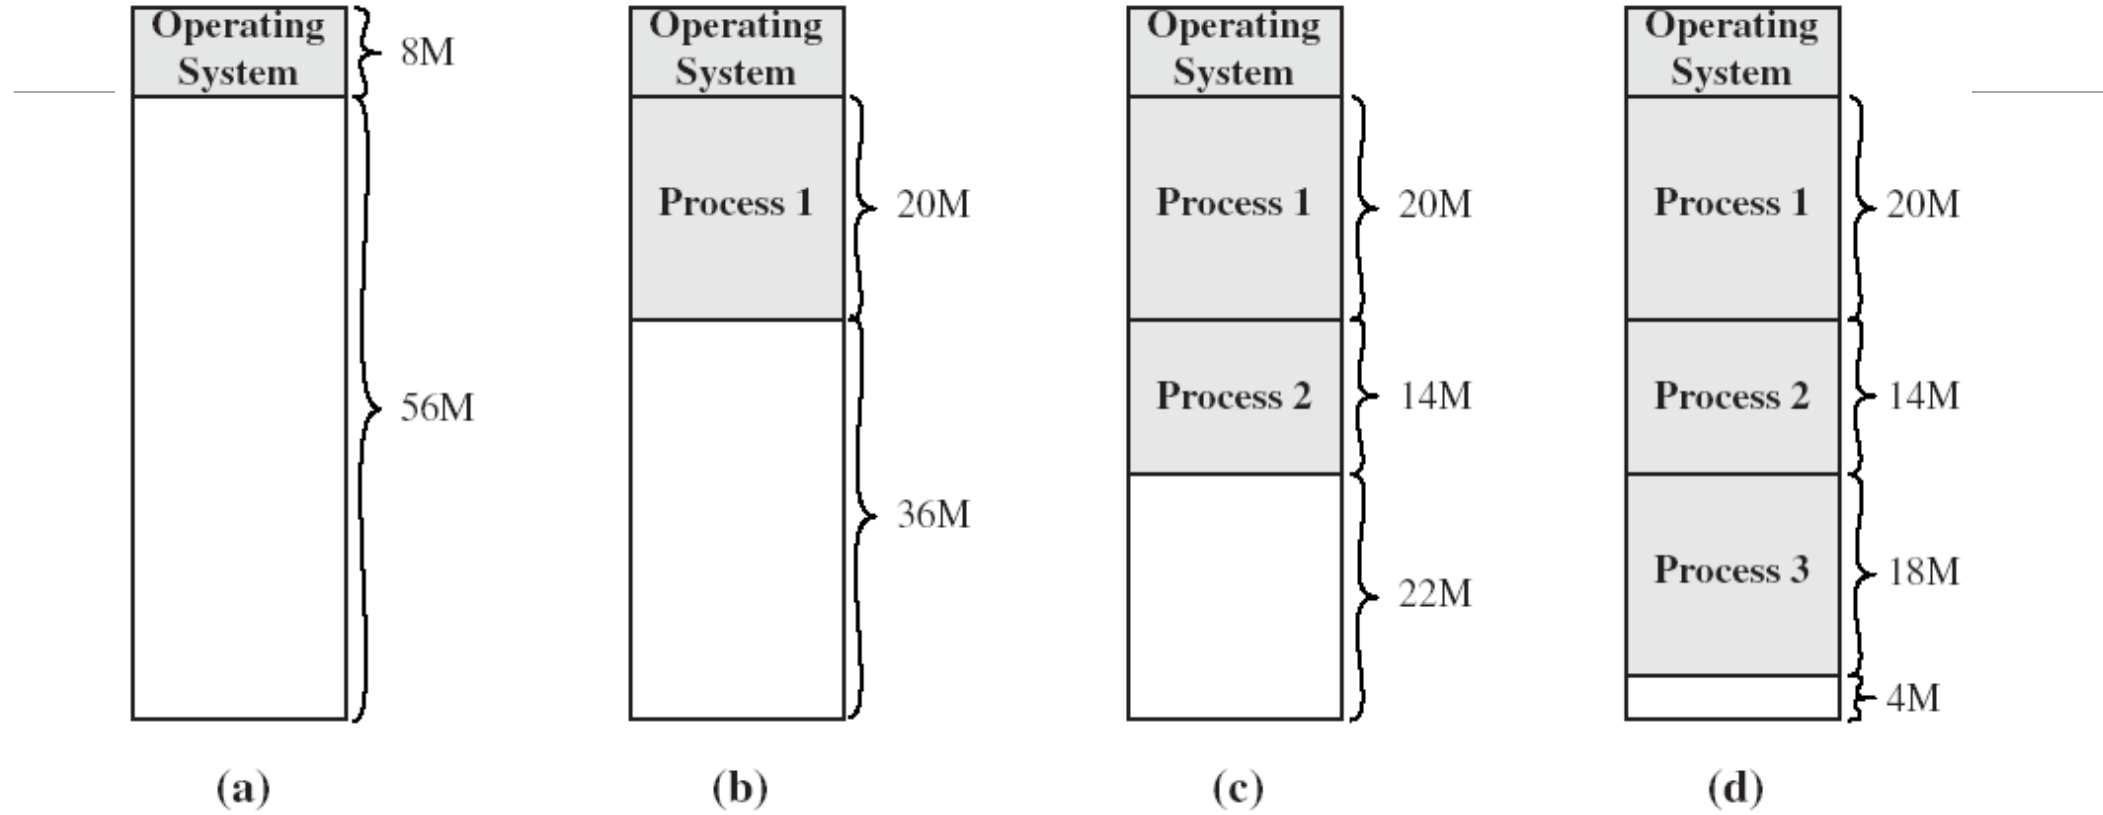 Operating
System
8M
56M
(a)
Operating
System
Process 1
20M
36M
(b)
Operating
System
Process 1
20M
Process 2
14M
22M
(c)
Operating
System
Process 1
20M
Process 2
14M
Process 3
18M
4M
(d)